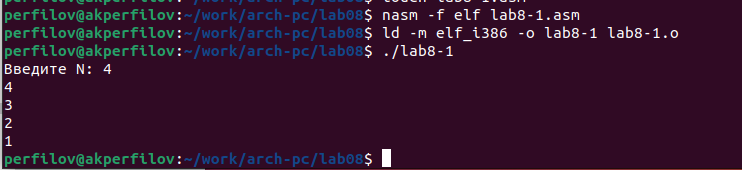 perfilov@akperfilov:~/work/arch-pc/lab08$ nasm -f elf lab8-1.asm
perfilov@akperfilov:~/work/arch-pc/lab08$ ld -m elf_i386 -o lab8-1 lab8-1.o
perfilov@akperfilov:~/work/arch-pc/lab08$ ./lab8-1
Введите N: 4
4
3
2
1
perfilov@akperfilov:~/work/arch-pc/lab08$